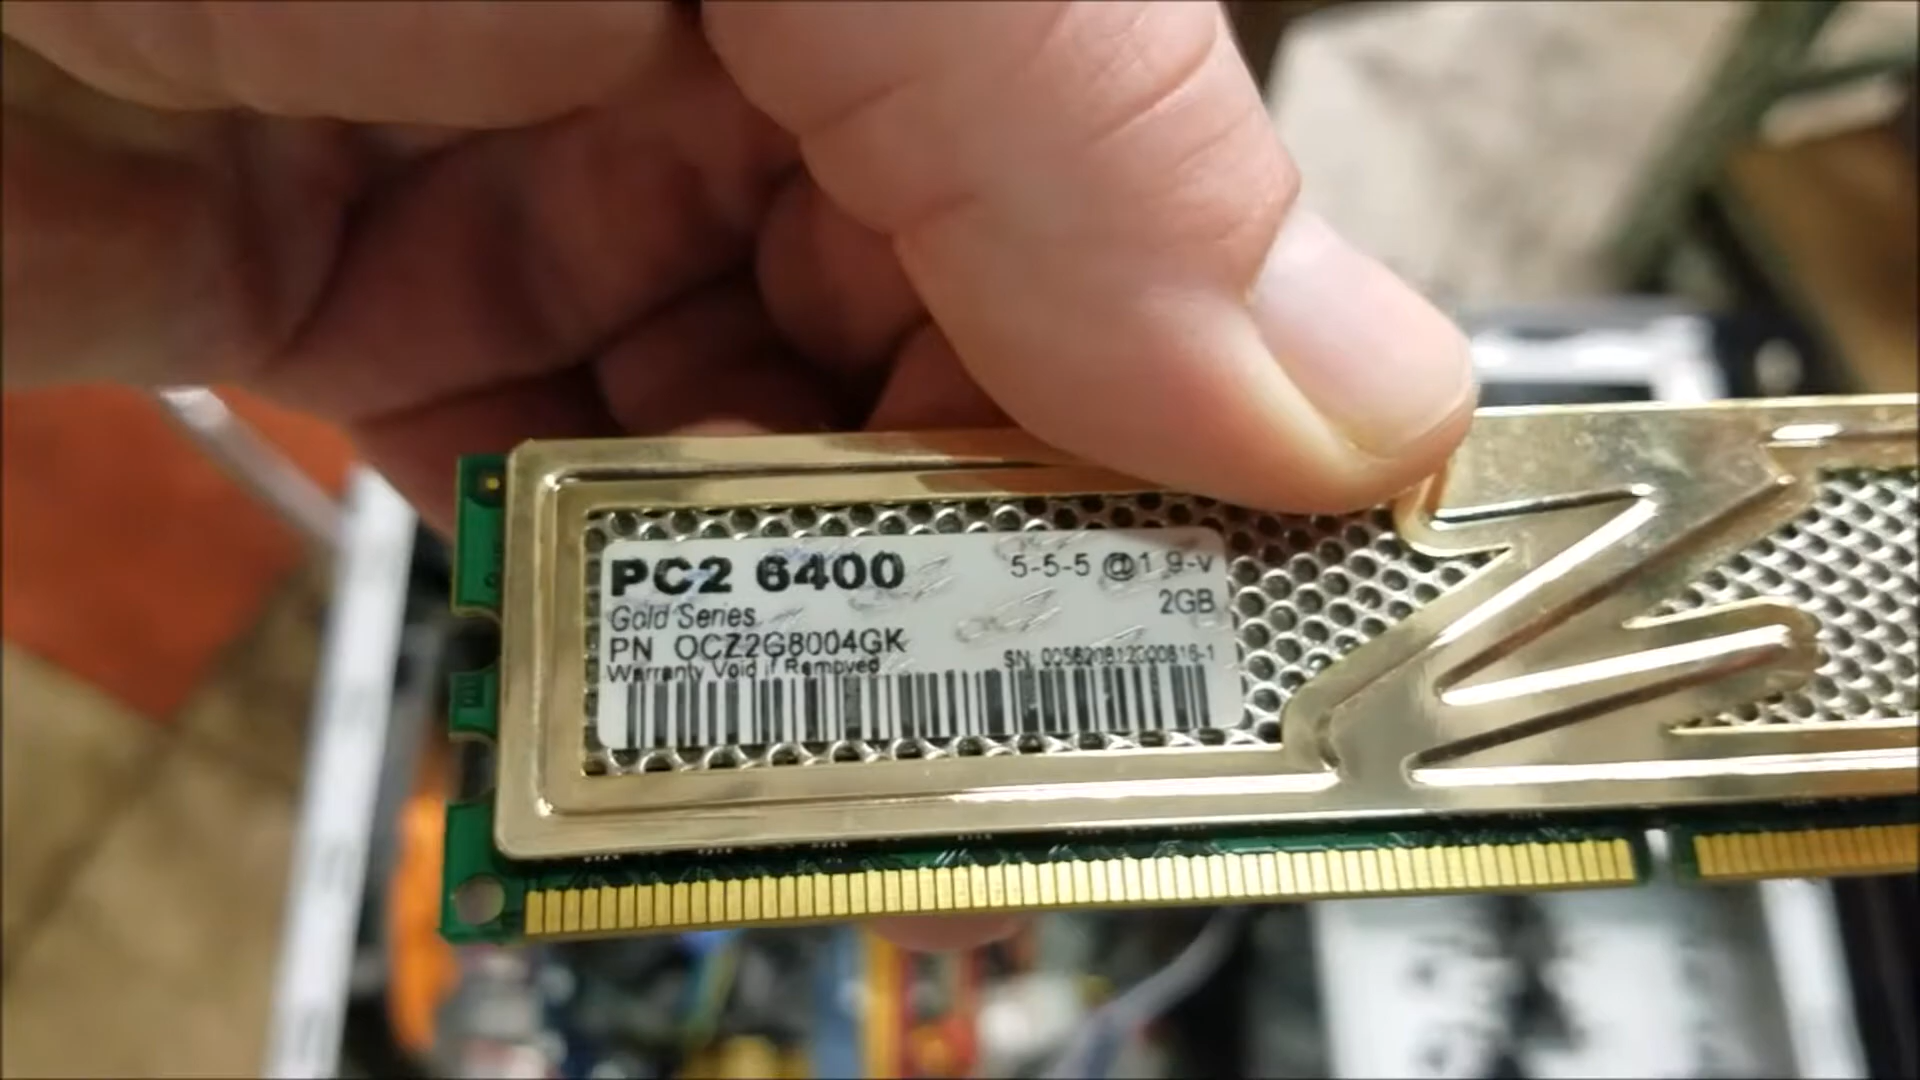 PC2 6400 5-5-5 @1.9-v
Gold Series 2GB
PN OCZ2G8004GK
Warranty Void if Removed